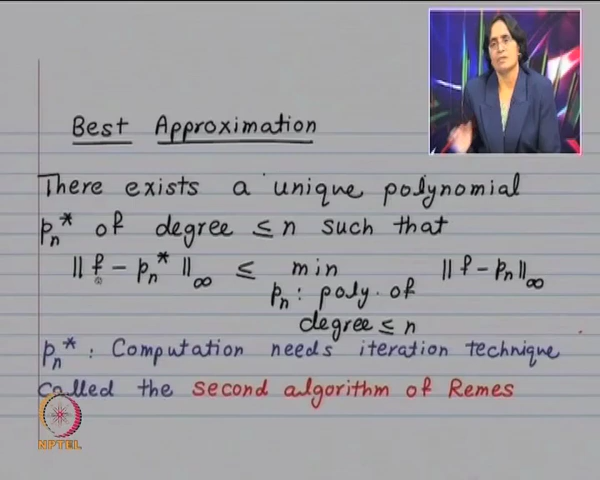 Best Approximation
There exists a unique polynomial
pₙ* of degree ≤ n such that
‖ f - pₙ* ‖∞ ≤ min ‖ f - pₙ ‖∞
pₙ : poly. of
degree ≤ n
pₙ* : Computation needs iteration technique
called the second algorithm of Remes
NPTEL